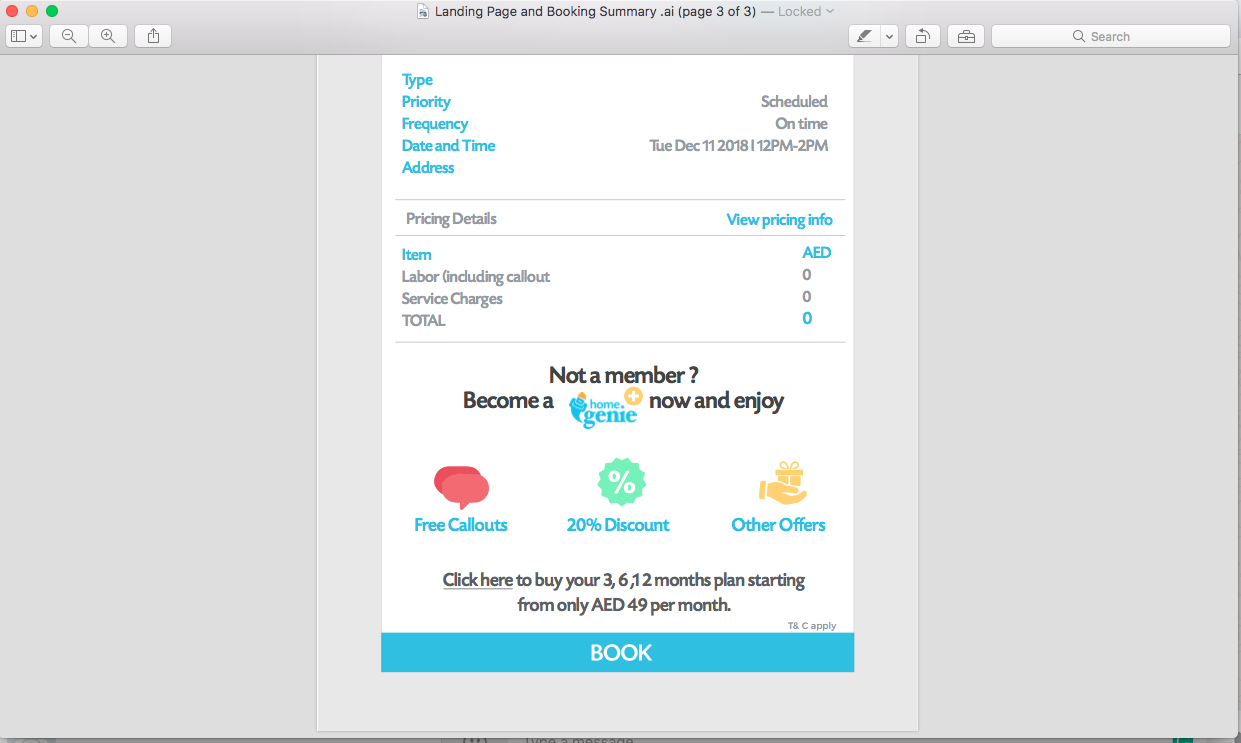 Landing Page and Booking Summary .ai (page 3 of 3) — Locked
Search
Type
Priority Scheduled
Frequency On time
Date and Time Tue Dec 11 2018 I 12PM-2PM
Address
Pricing Details View pricing info
Item AED
Labor (including callout 0
Service Charges 0
TOTAL 0
Not a member ?
Become a home genie + now and enjoy
%
Free Callouts 20% Discount Other Offers
Click here to buy your 3, 6 ,12 months plan starting
from only AED 49 per month.
T& C apply
BOOK
Type a message